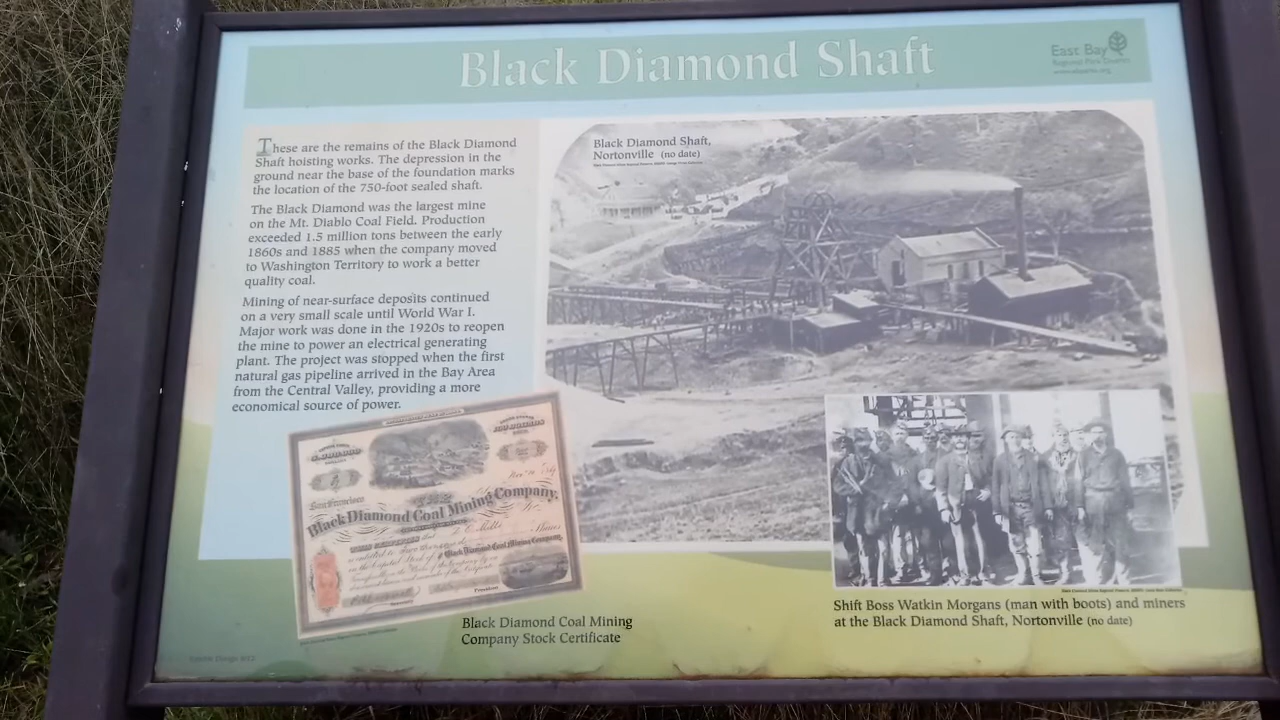 Black Diamond Shaft
East Bay
Regional Park District
These are the remains of the Black Diamond
Shaft hoisting works. The depression in the
ground near the base of the foundation marks
the location of the 750-foot sealed shaft.
The Black Diamond was the largest mine
on the Mt. Diablo Coal Field. Production
exceeded 1.5 million tons between the early
1860s and 1885 when the company moved
to Washington Territory to work a better
quality coal.
Mining of near-surface deposits continued
on a very small scale until World War I.
Major work was done in the 1920s to reopen
the mine to power an electrical generating
plant. The project was stopped when the first
natural gas pipeline arrived in the Bay Area
from the Central Valley, providing a more
economical source of power.
Black Diamond Shaft,
Nortonville (no date)
San Francisco
Black Diamond Coal Mining Company.
Shares
Black Diamond Coal Mining Company
Black Diamond Coal Mining
Company Stock Certificate
Shift Boss Watkin Morgans (man with boots) and miners
at the Black Diamond Shaft, Nortonville (no date)